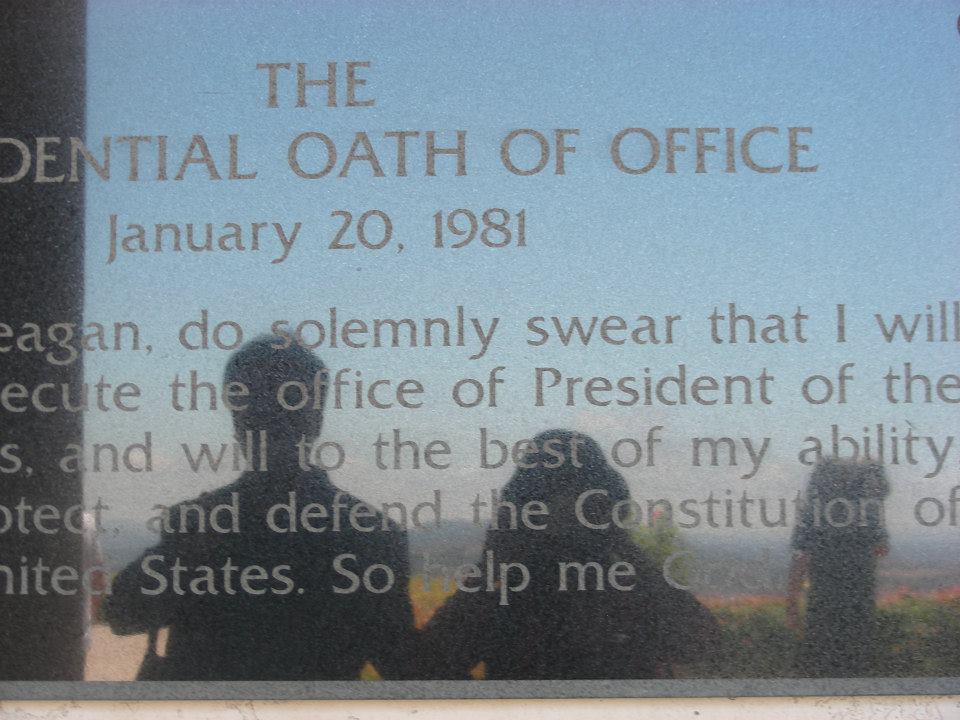 THE
DENTIAL OATH OF OFFICE
January 20, 1981
eagan, do solemnly swear that I will
ecute the office of President of the
s, and will to the best of my ability
otect, and defend the Constitution of
nited States. So help me God.